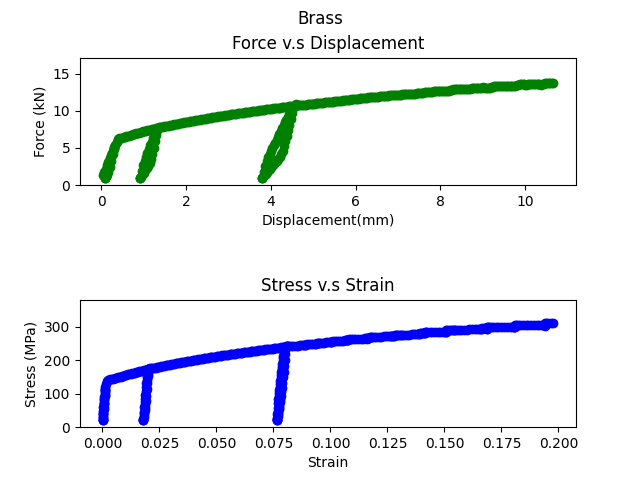 Brass
Force v.s Displacement
15
10
5
0
Force (kN)
0 2 4 6 8 10
Displacement(mm)
Stress v.s Strain
300
200
100
0
Stress (MPa)
0.000 0.025 0.050 0.075 0.100 0.125 0.150 0.175 0.200
Strain